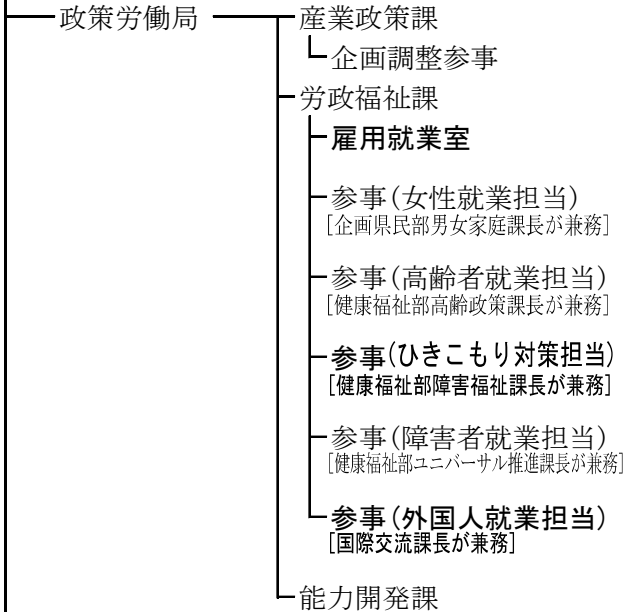 政策労働局
産業政策課
企画調整参事
労政福祉課
雇用就業室
参事(女性就業担当)
[企画県民部男女家庭課長が兼務]
参事(高齢者就業担当)
[健康福祉部高齢政策課長が兼務]
参事(ひきこもり対策担当)
[健康福祉部障害福祉課長が兼務]
参事(障害者就業担当)
[健康福祉部ユニバーサル推進課長が兼務]
参事(外国人就業担当)
[国際交流課長が兼務]
能力開発課